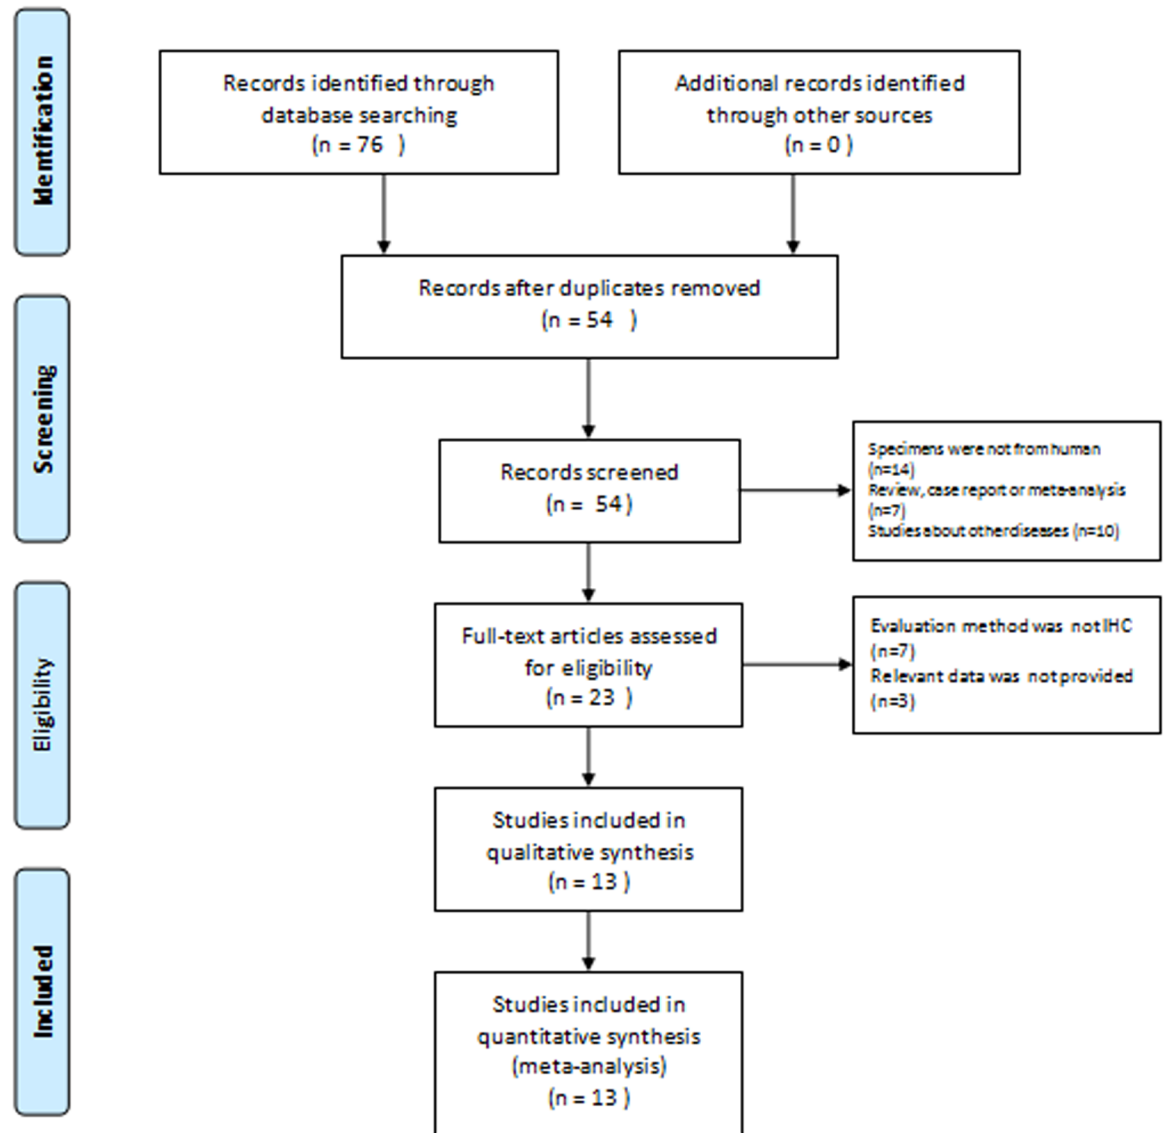 Identification
Records identified through
database searching
(n = 76 )
Additional records identified
through other sources
(n = 0 )
Records after duplicates removed
(n = 54 )
Screening
Records screened
(n = 54 )
Specimens were not from human
(n=14)
Review, case report or meta-analysis
(n=7)
Studies about other diseases (n=10)
Eligibility
Full-text articles assessed
for eligibility
(n = 23 )
Evaluation method was not IHC
(n=7)
Relevant data was not provided
(n=3)
Studies included in
qualitative synthesis
(n = 13 )
Included
Studies included in
quantitative synthesis
(meta-analysis)
(n = 13 )